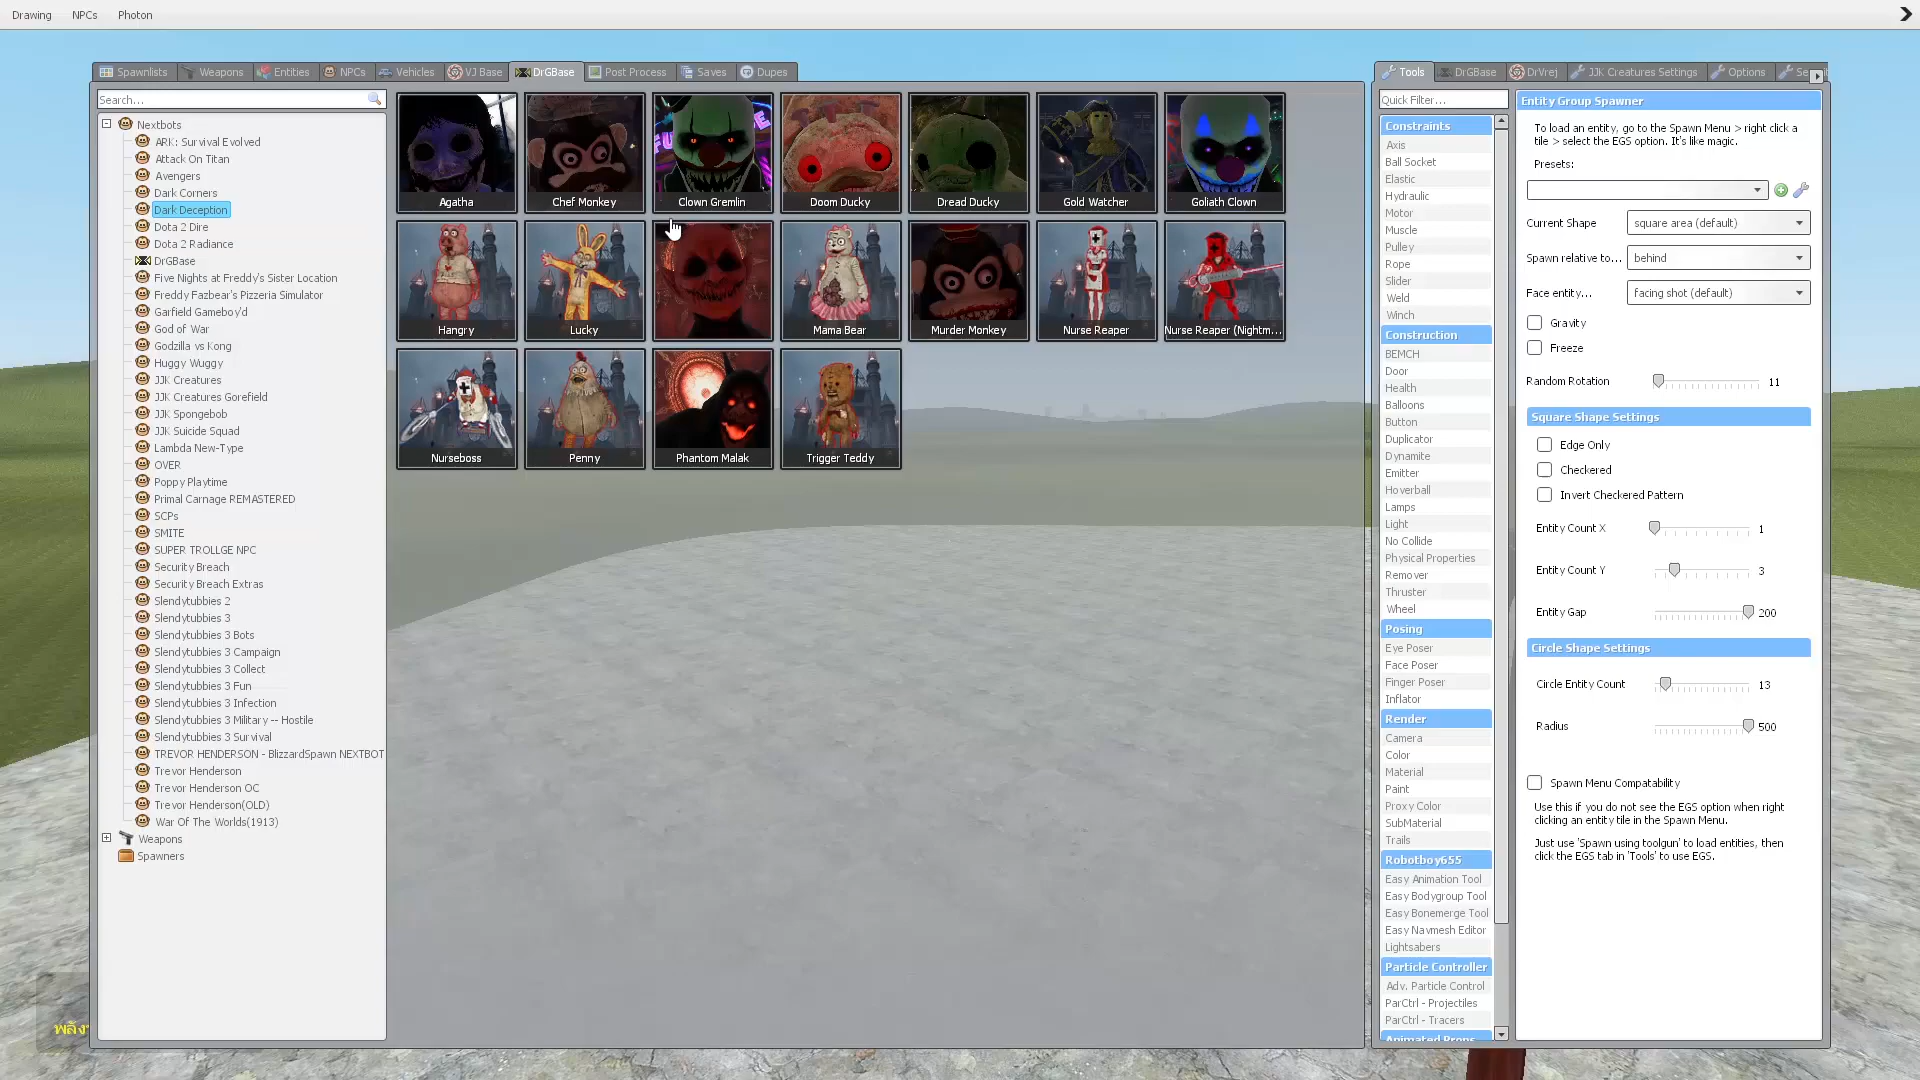 Drawing NPCs Photon
Spawnlists Weapons Entities NPCs Vehicles VJ Base DrGBase Post Process Saves Dupes
Search...
Nextbots
ARK: Survival Evolved
Attack On Titan
Avengers
Dark Corners
Dark Deception
Dota 2 Dire
Dota 2 Radiance
DrGBase
Five Nights at Freddy's Sister Location
Freddy Fazbear's Pizzeria Simulator
Garfield Gameboy'd
God of War
Godzilla vs Kong
Huggy Wuggy
JJK Creatures
JJK Creatures Gorefield
JJK Spongebob
JJK Suicide Squad
Lambda New-Type
OVER
Poppy Playtime
Primal Carnage REMASTERED
SCPs
SMITE
SUPER TROLLGE NPC
Security Breach
Security Breach Extras
Slendytubbies 2
Slendytubbies 3
Slendytubbies 3 Bots
Slendytubbies 3 Campaign
Slendytubbies 3 Collect
Slendytubbies 3 Fun
Slendytubbies 3 Infection
Slendytubbies 3 Military -- Hostile
Slendytubbies 3 Survival
TREVOR HENDERSON - BlizzardSpawn NEXTBOT
Trevor Henderson
Trevor Henderson OC
Trevor Henderson(OLD)
War Of The Worlds(1913)
Weapons
Spawners
Agatha Chef Monkey Clown Gremlin Doom Ducky Dread Ducky Gold Watcher Goliath Clown
Hangry Lucky Mama Bear Murder Monkey Nurse Reaper Nurse Reaper (Nightm...
Nurseboss Penny Phantom Malak Trigger Teddy
Tools DrGBase DrVrej JJK Creatures Settings Options
Quick Filter...
Constraints
Axis
Ball Socket
Elastic
Hydraulic
Motor
Muscle
Pulley
Rope
Slider
Weld
Winch
Construction
BEMCH
Door
Health
Balloons
Button
Duplicator
Dynamite
Emitter
Hoverball
Lamps
Light
No Collide
Physical Properties
Remover
Thruster
Wheel
Posing
Eye Poser
Face Poser
Finger Poser
Inflator
Render
Camera
Color
Material
Paint
Proxy Color
SubMaterial
Trails
Robotboy655
Easy Animation Tool
Easy Bodygroup Tool
Easy Bonemerge Tool
Easy Navmesh Editor
Lightsabers
Particle Controller
Adv. Particle Control
ParCtrl - Projectiles
ParCtrl - Tracers
Animated Props
Entity Group Spawner
To load an entity, go to the Spawn Menu > right click a
tile > select the EGS option. It's like magic.
Presets:
Current Shape square area (default)
Spawn relative to... behind
Face entity... facing shot (default)
Gravity
Freeze
Random Rotation 11
Square Shape Settings
Edge Only
Checkered
Invert Checkered Pattern
Entity Count X 1
Entity Count Y 3
Entity Gap 200
Circle Shape Settings
Circle Entity Count 13
Radius 500
Spawn Menu Compatability
Use this if you do not see the EGS option when right
clicking an entity tile in the Spawn Menu.
Just use 'Spawn using toolgun' to load entities, then
click the EGS tab in 'Tools' to use EGS.